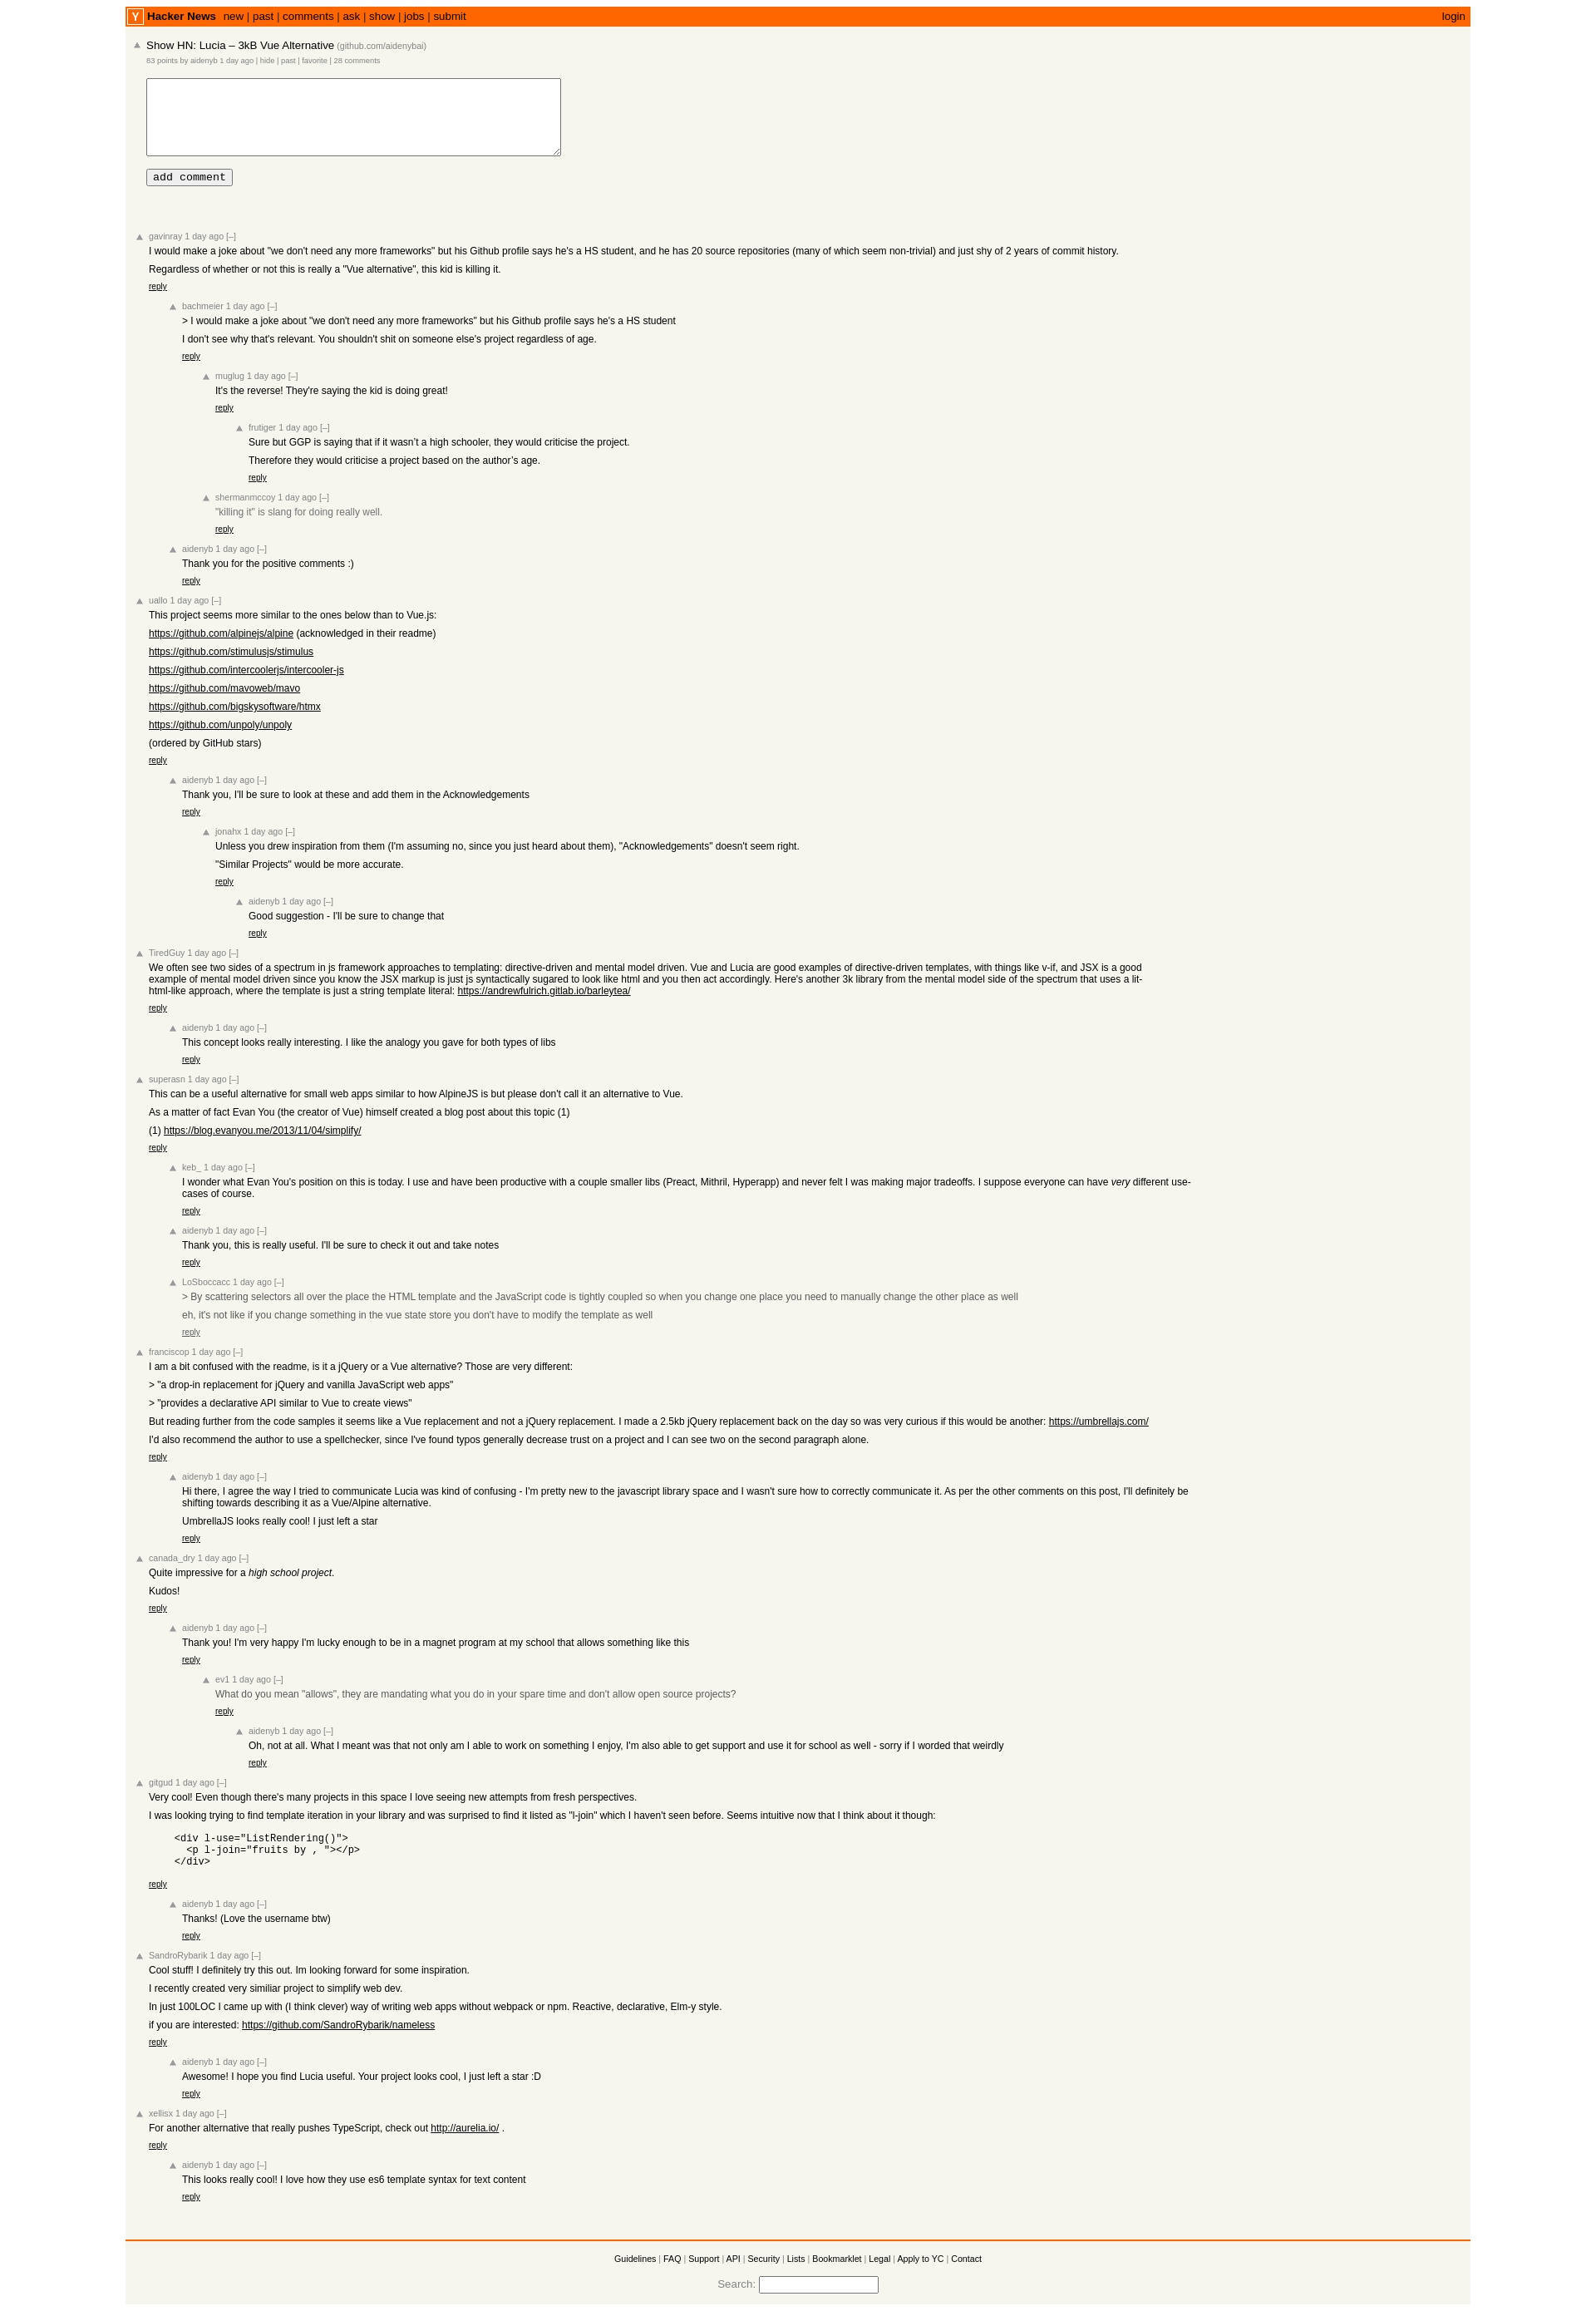 Y Hacker News new | past | comments | ask | show | jobs | submit login
Show HN: Lucia – 3kB Vue Alternative (github.com/aidenybai)
83 points by aidenyb 1 day ago | hide | past | favorite | 28 comments
add comment
gavinray 1 day ago [–]
I would make a joke about "we don't need any more frameworks" but his Github profile says he's a HS student, and he has 20 source repositories (many of which seem non-trivial) and just shy of 2 years of commit history.
Regardless of whether or not this is really a "Vue alternative", this kid is killing it.
reply
bachmeier 1 day ago [–]
> I would make a joke about "we don't need any more frameworks" but his Github profile says he's a HS student
I don't see why that's relevant. You shouldn't shit on someone else's project regardless of age.
reply
muglug 1 day ago [–]
It's the reverse! They're saying the kid is doing great!
reply
frutiger 1 day ago [–]
Sure but GGP is saying that if it wasn’t a high schooler, they would criticise the project.
Therefore they would criticise a project based on the author’s age.
reply
shermanmccoy 1 day ago [–]
"killing it" is slang for doing really well.
reply
aidenyb 1 day ago [–]
Thank you for the positive comments :)
reply
uallo 1 day ago [–]
This project seems more similar to the ones below than to Vue.js:
https://github.com/alpinejs/alpine (acknowledged in their readme)
https://github.com/stimulusjs/stimulus
https://github.com/intercoolerjs/intercooler-js
https://github.com/mavoweb/mavo
https://github.com/bigskysoftware/htmx
https://github.com/unpoly/unpoly
(ordered by GitHub stars)
reply
aidenyb 1 day ago [–]
Thank you, I'll be sure to look at these and add them in the Acknowledgements
reply
jonahx 1 day ago [–]
Unless you drew inspiration from them (I'm assuming no, since you just heard about them), "Acknowledgements" doesn't seem right.
"Similar Projects" would be more accurate.
reply
aidenyb 1 day ago [–]
Good suggestion - I'll be sure to change that
reply
TiredGuy 1 day ago [–]
We often see two sides of a spectrum in js framework approaches to templating: directive-driven and mental model driven. Vue and Lucia are good examples of directive-driven templates, with things like v-if, and JSX is a good
example of mental model driven since you know the JSX markup is just js syntactically sugared to look like html and you then act accordingly. Here's another 3k library from the mental model side of the spectrum that uses a lit-
html-like approach, where the template is just a string template literal: https://andrewfulrich.gitlab.io/barleytea/
reply
aidenyb 1 day ago [–]
This concept looks really interesting. I like the analogy you gave for both types of libs
reply
superasn 1 day ago [–]
This can be a useful alternative for small web apps similar to how AlpineJS is but please don't call it an alternative to Vue.
As a matter of fact Evan You (the creator of Vue) himself created a blog post about this topic (1)
(1) https://blog.evanyou.me/2013/11/04/simplify/
reply
keb_ 1 day ago [–]
I wonder what Evan You's position on this is today. I use and have been productive with a couple smaller libs (Preact, Mithril, Hyperapp) and never felt I was making major tradeoffs. I suppose everyone can have very different use-
cases of course.
reply
aidenyb 1 day ago [–]
Thank you, this is really useful. I'll be sure to check it out and take notes
reply
LoSboccacc 1 day ago [–]
> By scattering selectors all over the place the HTML template and the JavaScript code is tightly coupled so when you change one place you need to manually change the other place as well
eh, it's not like if you change something in the vue state store you don't have to modify the template as well
reply
franciscop 1 day ago [–]
I am a bit confused with the readme, is it a jQuery or a Vue alternative? Those are very different:
> "a drop-in replacement for jQuery and vanilla JavaScript web apps"
> "provides a declarative API similar to Vue to create views"
But reading further from the code samples it seems like a Vue replacement and not a jQuery replacement. I made a 2.5kb jQuery replacement back on the day so was very curious if this would be another: https://umbrellajs.com/
I'd also recommend the author to use a spellchecker, since I've found typos generally decrease trust on a project and I can see two on the second paragraph alone.
reply
aidenyb 1 day ago [–]
Hi there, I agree the way I tried to communicate Lucia was kind of confusing - I'm pretty new to the javascript library space and I wasn't sure how to correctly communicate it. As per the other comments on this post, I'll definitely be
shifting towards describing it as a Vue/Alpine alternative.
UmbrellaJS looks really cool! I just left a star
reply
canada_dry 1 day ago [–]
Quite impressive for a high school project.
Kudos!
reply
aidenyb 1 day ago [–]
Thank you! I'm very happy I'm lucky enough to be in a magnet program at my school that allows something like this
reply
ev1 1 day ago [–]
What do you mean "allows", they are mandating what you do in your spare time and don't allow open source projects?
reply
aidenyb 1 day ago [–]
Oh, not at all. What I meant was that not only am I able to work on something I enjoy, I'm also able to get support and use it for school as well - sorry if I worded that weirdly
reply
gitgud 1 day ago [–]
Very cool! Even though there's many projects in this space I love seeing new attempts from fresh perspectives.
I was looking trying to find template iteration in your library and was surprised to find it listed as "l-join" which I haven't seen before. Seems intuitive now that I think about it though:
<div l-use="ListRendering()">
<p l-join="fruits by , "></p>
</div>
reply
aidenyb 1 day ago [–]
Thanks! (Love the username btw)
reply
SandroRybarik 1 day ago [–]
Cool stuff! I definitely try this out. Im looking forward for some inspiration.
I recently created very similiar project to simplify web dev.
In just 100LOC I came up with (I think clever) way of writing web apps without webpack or npm. Reactive, declarative, Elm-y style.
if you are interested: https://github.com/SandroRybarik/nameless
reply
aidenyb 1 day ago [–]
Awesome! I hope you find Lucia useful. Your project looks cool, I just left a star :D
reply
xellisx 1 day ago [–]
For another alternative that really pushes TypeScript, check out http://aurelia.io/ .
reply
aidenyb 1 day ago [–]
This looks really cool! I love how they use es6 template syntax for text content
reply
Guidelines | FAQ | Support | API | Security | Lists | Bookmarklet | Legal | Apply to YC | Contact
Search: